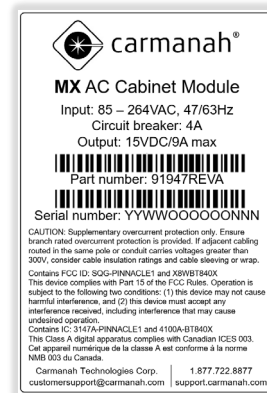 carmanah®
MX AC Cabinet Module
Input: 85 – 264VAC, 47/63Hz
Circuit breaker: 4A
Output: 15VDC/9A max
Part number: 91947REVA
Serial number: YYWWOOOOOONNN
CAUTION: Supplementary overcurrent protection only. Ensure
branch rated overcurrent protection is provided. If adjacent cabling
routed in the same pole or conduit carries voltages greater than
300V, consider cable insulation ratings and cable sleeving or wrap.
Contains FCC ID: SQG-PINNACLE1 and X8WBT840X
This device complies with Part 15 of the FCC Rules. Operation is
subject to the following two conditions: (1) this device may not cause
harmful interference, and (2) this device must accept any
interference received, including interference that may cause
undesired operation.
Contains IC: 3147A-PINNACLE1 and 4100A-BT840X
This Class A digital apparatus complies with Canadian ICES 003.
Cet appareil numérique de la classe A est conforme à la norme
NMB 003 du Canada.
Carmanah Technologies Corp. 1.877.722.8877
customersupport@carmanah.com support.carmanah.com